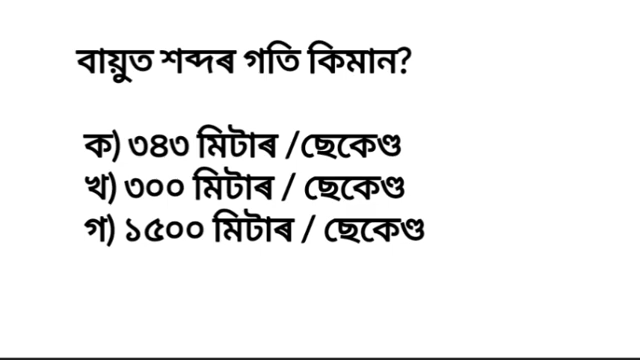 বায়ুত শব্দৰ গতি কিমান?
ক) ৩৪৩ মিটাৰ /ছেকেণ্ড
খ) ৩০০ মিটাৰ / ছেকেণ্ড
গ) ১৫০০ মিটাৰ / ছেকেণ্ড